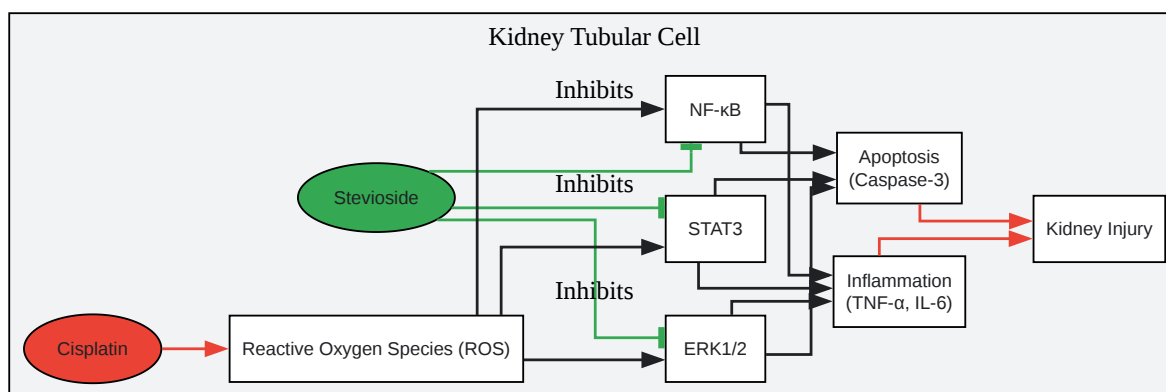 Kidney Tubular Cell
Inhibits
NF-κB
Apoptosis
(Caspase-3)
Stevioside
Inhibits
STAT3
Kidney Injury
Inflammation
(TNF-α, IL-6)
Inhibits
Cisplatin
Reactive Oxygen Species (ROS)
ERK1/2